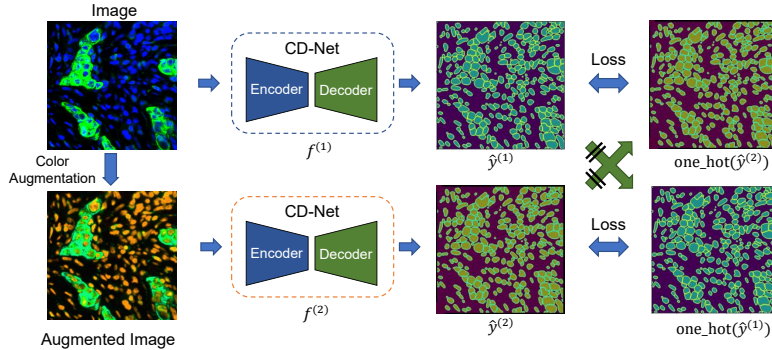 Image
CD-Net
Encoder
Decoder
f^{(1)}
ŷ^{(1)}
Loss
one_hot(ŷ^{(2)})
Color
Augmentation
CD-Net
Encoder
Decoder
f^{(2)}
ŷ^{(2)}
Loss
one_hot(ŷ^{(1)})
Augmented Image